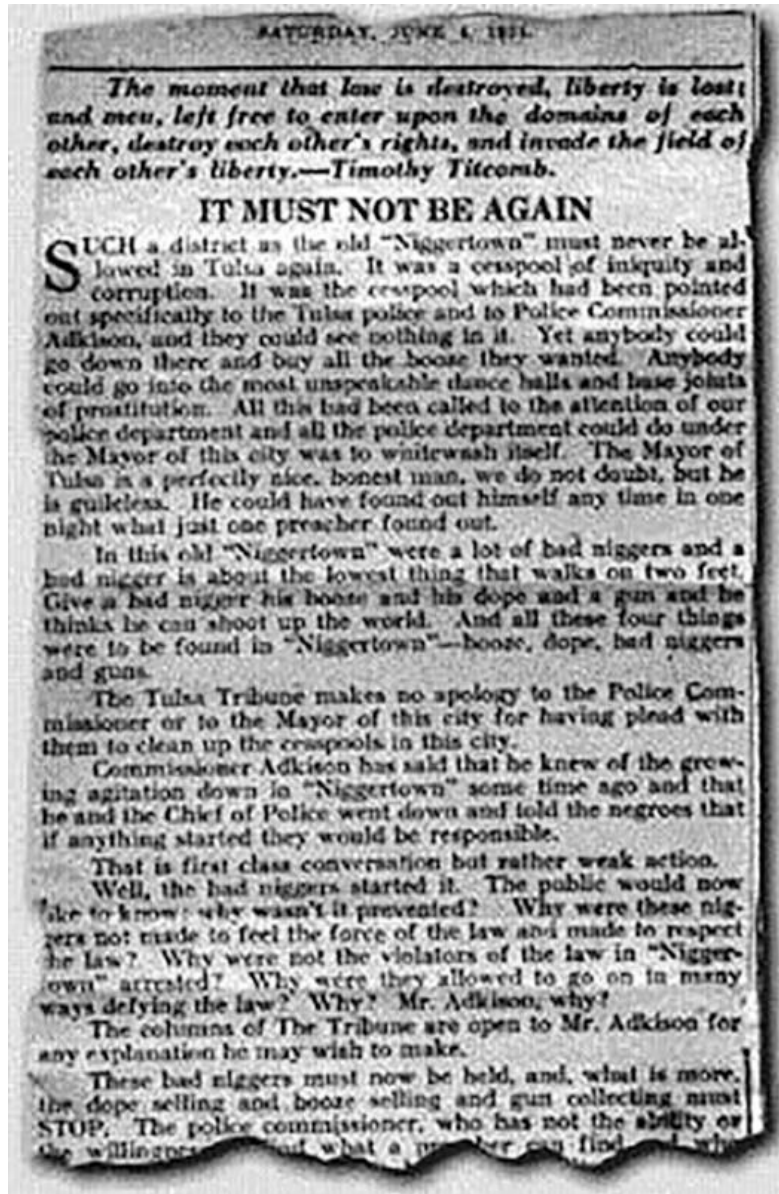 SATURDAY, JUNE 4, 1921.
The moment that law is destroyed, liberty is lost;
and men, left free to enter upon the domains of each
other, destroy each other's rights, and invade the field of
each other's liberty.—Timothy Titcomb.
IT MUST NOT BE AGAIN
SUCH a district as the old "Niggertown" must never be al-
lowed in Tulsa again. It was a cesspool of iniquity and
corruption. It was the cesspool which had been pointed
out specifically to the Tulsa police and to Police Commissioner
Adkison, and they could see nothing in it. Yet anybody could
go down there and buy all the booze they wanted. Anybody
could go into the most unspeakable dance halls and base joints
of prostitution. All this had been called to the attention of our
police department and all the police department could do under
the Mayor of this city was to whitewash itself. The Mayor of
Tulsa is a perfectly nice, honest man, we do not doubt, but he
is guileless. He could have found out himself any time in one
night what just one preacher found out.
In this old "Niggertown" were a lot of bad niggers and a
bad nigger is about the lowest thing that walks on two feet.
Give a bad nigger his booze and his dope and a gun and he
thinks he can shoot up the world. And all these four things
were to be found in "Niggertown"—booze, dope, bad niggers
and guns.
The Tulsa Tribune makes no apology to the Police Com-
missioner or to the Mayor of this city for having plead with
them to clean up the cesspools in this city.
Commissioner Adkison has said that he knew of the grow-
ing agitation down in "Niggertown" some time ago and that
he and the Chief of Police went down and told the negroes that
if anything started they would be responsible.
That is first class conversation but rather weak action.
Well, the bad niggers started it. The public would now
like to know: why wasn't it prevented? Why were these nig-
gers not made to feel the force of the law and made to respect
the law? Why were not the violators of the law in "Nigger-
town" arrested? Why were they allowed to go on in many
ways defying the law? Why? Mr. Adkison, why?
The columns of The Tribune are open to Mr. Adkison for
any explanation he may wish to make.
These bad niggers must now be held, and, what is more,
the dope selling and booze selling and gun collecting must
STOP. The police commissioner, who has not the ability or
the willingness find what a preacher can find